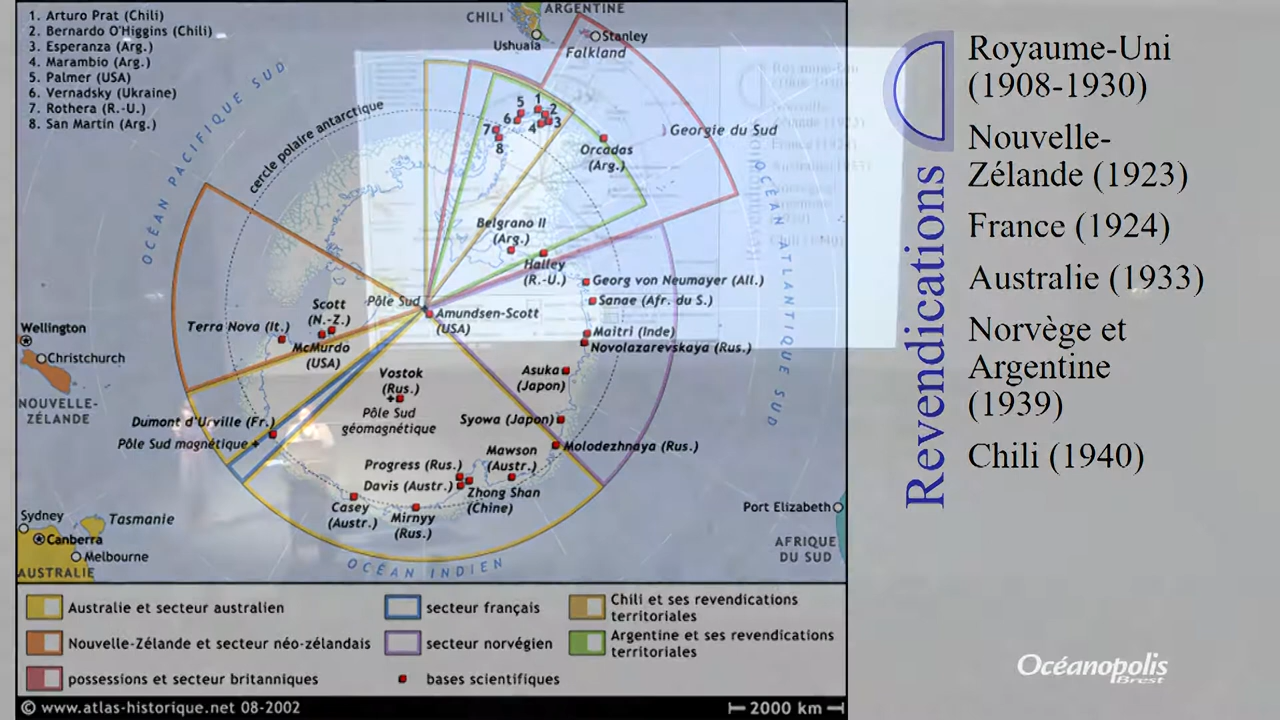 1. Arturo Prat (Chili)
2. Bernardo O'Higgins (Chili)
3. Esperanza (Arg.)
4. Marambio (Arg.)
5. Palmer (USA)
6. Vernadsky (Ukraine)
7. Rothera (R.-U.)
8. San Martin (Arg.)
CHILI
ARGENTINE
Ushuaia
Stanley
Falkland
OCÉAN PACIFIQUE SUD
cercle polaire antarctique
5
1
2
6
4
3
7
8
Georgie du Sud
Orcadas
(Arg.)
OCÉAN ATLANTIQUE SUD
Belgrano II
(Arg.)
Halley
(R.-U.)
Georg von Neumayer (All.)
Sanae (Afr. du S.)
Pôle Sud
Amundsen-Scott
(USA)
Scott
(N.-Z.)
Terra Nova (It.)
McMurdo
(USA)
Maitri (Inde)
Novolazarevskaya (Rus.)
Wellington
Christchurch
NOUVELLE-
ZÉLANDE
Vostok
(Rus.)
Pôle Sud
géomagnétique
Asuka
(Japon)
Syowa (Japon)
Dumont d'Urville (Fr.)
Pôle Sud magnétique
Molodezhnaya (Rus.)
Mawson
(Austr.)
Progress (Rus.)
Davis (Austr.)
Zhong Shan
(Chine)
Casey
(Austr.)
Mirnyy
(Rus.)
Sydney
Tasmanie
Canberra
Melbourne
AUSTRALIE
Port Elizabeth
AFRIQUE
DU SUD
OCÉAN INDIEN
Australie et secteur australien
secteur français
Chili et ses revendications
territoriales
Nouvelle-Zélande et secteur néo-zélandais
secteur norvégien
Argentine et ses revendications
territoriales
possessions et secteur britanniques
bases scientifiques
© www.atlas-historique.net 08-2002
2000 km
Revendications
Royaume-Uni
(1908-1930)
Nouvelle-
Zélande (1923)
France (1924)
Australie (1933)
Norvège et
Argentine
(1939)
Chili (1940)
Océanopolis
Brest